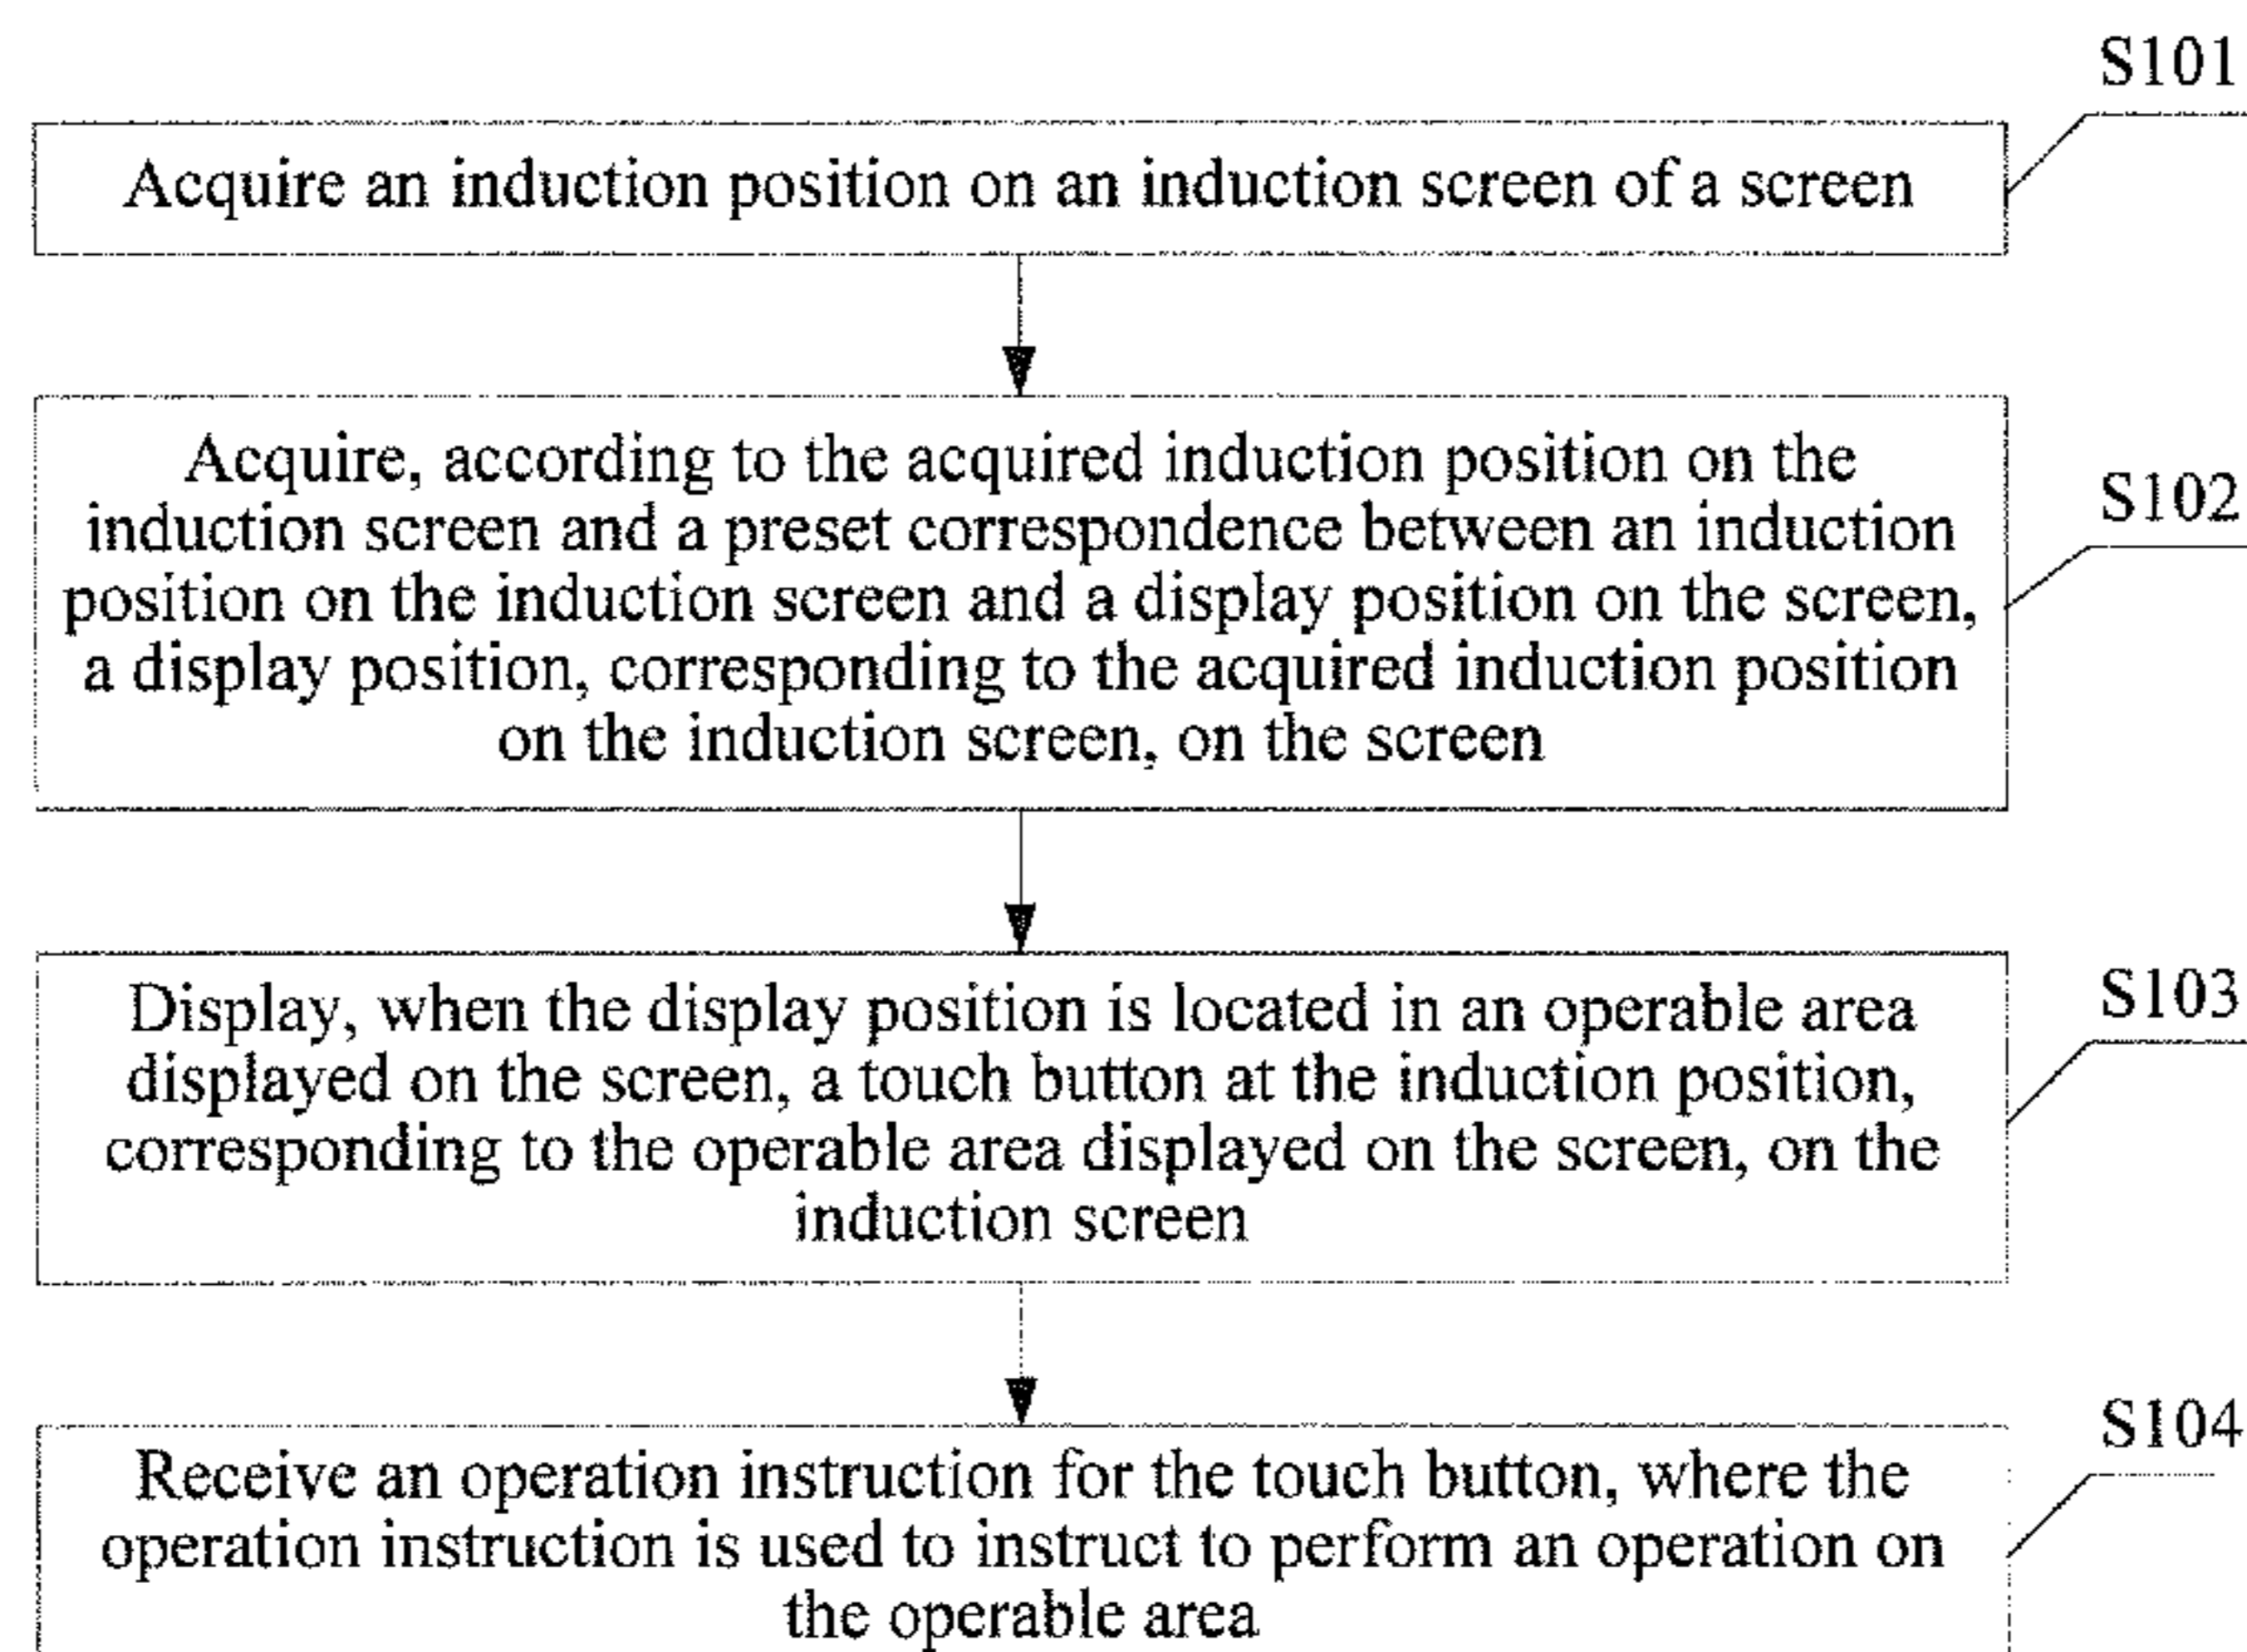 S101
Acquire an induction position on an induction screen of a screen
Acquire, according to the acquired induction position on the
induction screen and a preset correspondence between an induction
position on the induction screen and a display position on the screen,
a display position, corresponding to the acquired induction position
on the induction screen, on the screen
S102
Display, when the display position is located in an operable area
displayed on the screen, a touch button at the induction position,
corresponding to the operable area displayed on the screen, on the
induction screen
S103
Receive an operation instruction for the touch button, where the
operation instruction is used to instruct to perform an operation on
the operable area
S104